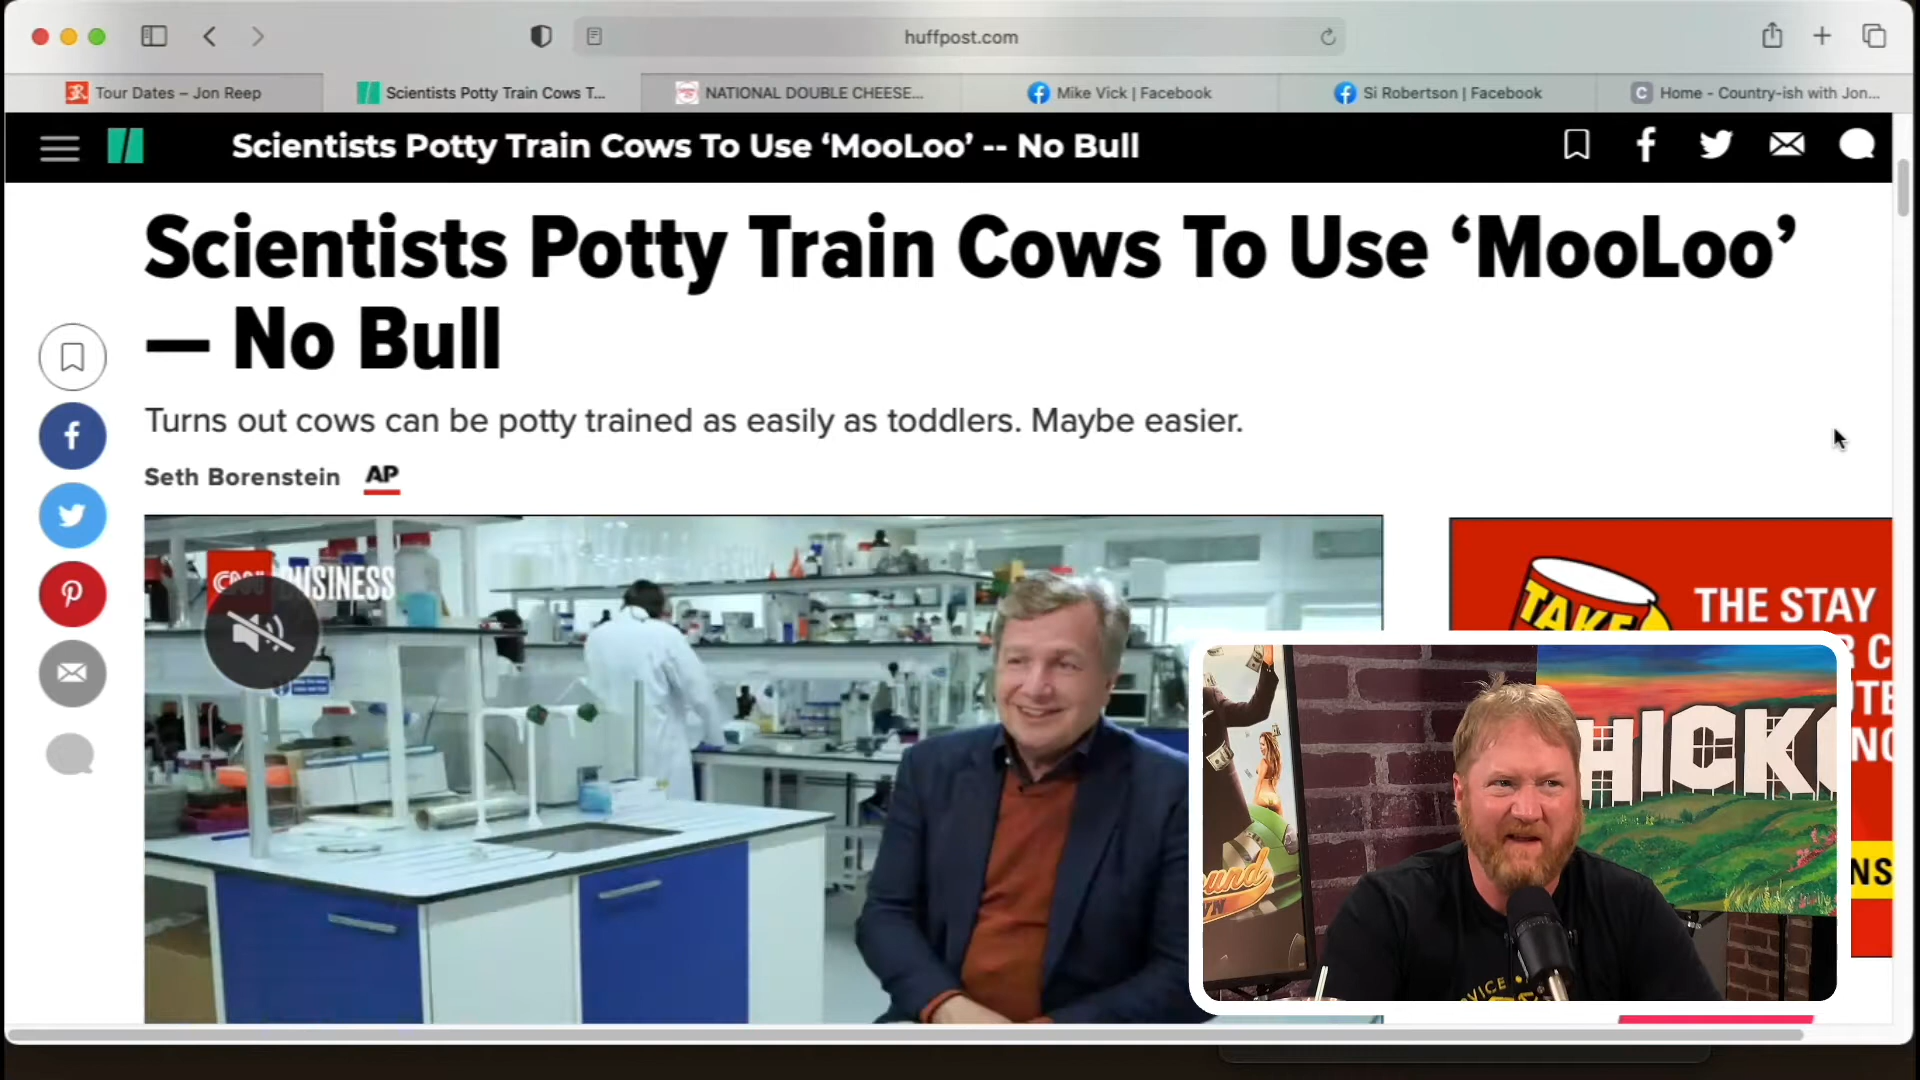 huffpost.com
Tour Dates – Jon Reep
Scientists Potty Train Cows T...
NATIONAL DOUBLE CHEESE...
Mike Vick | Facebook
Si Robertson | Facebook
Home - Country-ish with Jon...
Scientists Potty Train Cows To Use ‘MooLoo’ -- No Bull
Scientists Potty Train Cows To Use ‘MooLoo’
— No Bull
Turns out cows can be potty trained as easily as toddlers. Maybe easier.
Seth Borenstein AP
CNN BUSINESS
TAKE
THE STAY